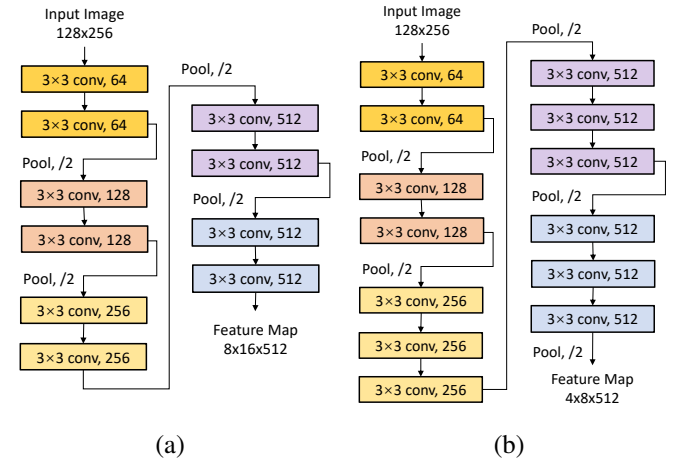 Input Image
128x256
3×3 conv, 64
3×3 conv, 64
Pool, /2
3×3 conv, 128
3×3 conv, 128
Pool, /2
3×3 conv, 256
3×3 conv, 256
Pool, /2
3×3 conv, 512
3×3 conv, 512
Pool, /2
3×3 conv, 512
3×3 conv, 512
Feature Map
8x16x512
(a)
Input Image
128x256
3×3 conv, 64
3×3 conv, 64
Pool, /2
3×3 conv, 128
3×3 conv, 128
Pool, /2
3×3 conv, 256
3×3 conv, 256
3×3 conv, 256
Pool, /2
3×3 conv, 512
3×3 conv, 512
3×3 conv, 512
Pool, /2
3×3 conv, 512
3×3 conv, 512
3×3 conv, 512
Pool, /2
Feature Map
4x8x512
(b)